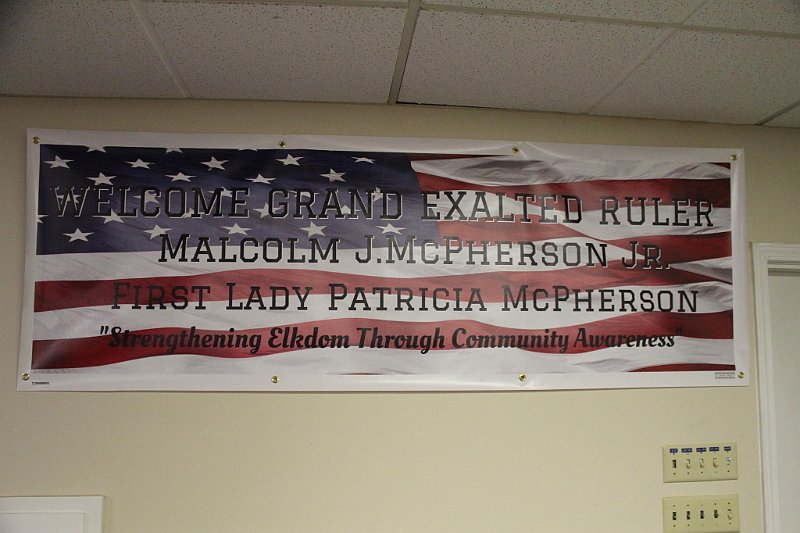 WELCOME GRAND EXALTED RULER
MALCOLM J.MCPHERSON JR.
FIRST LADY PATRICIA MCPHERSON
"Strengthening Elkdom Through Community Awareness"